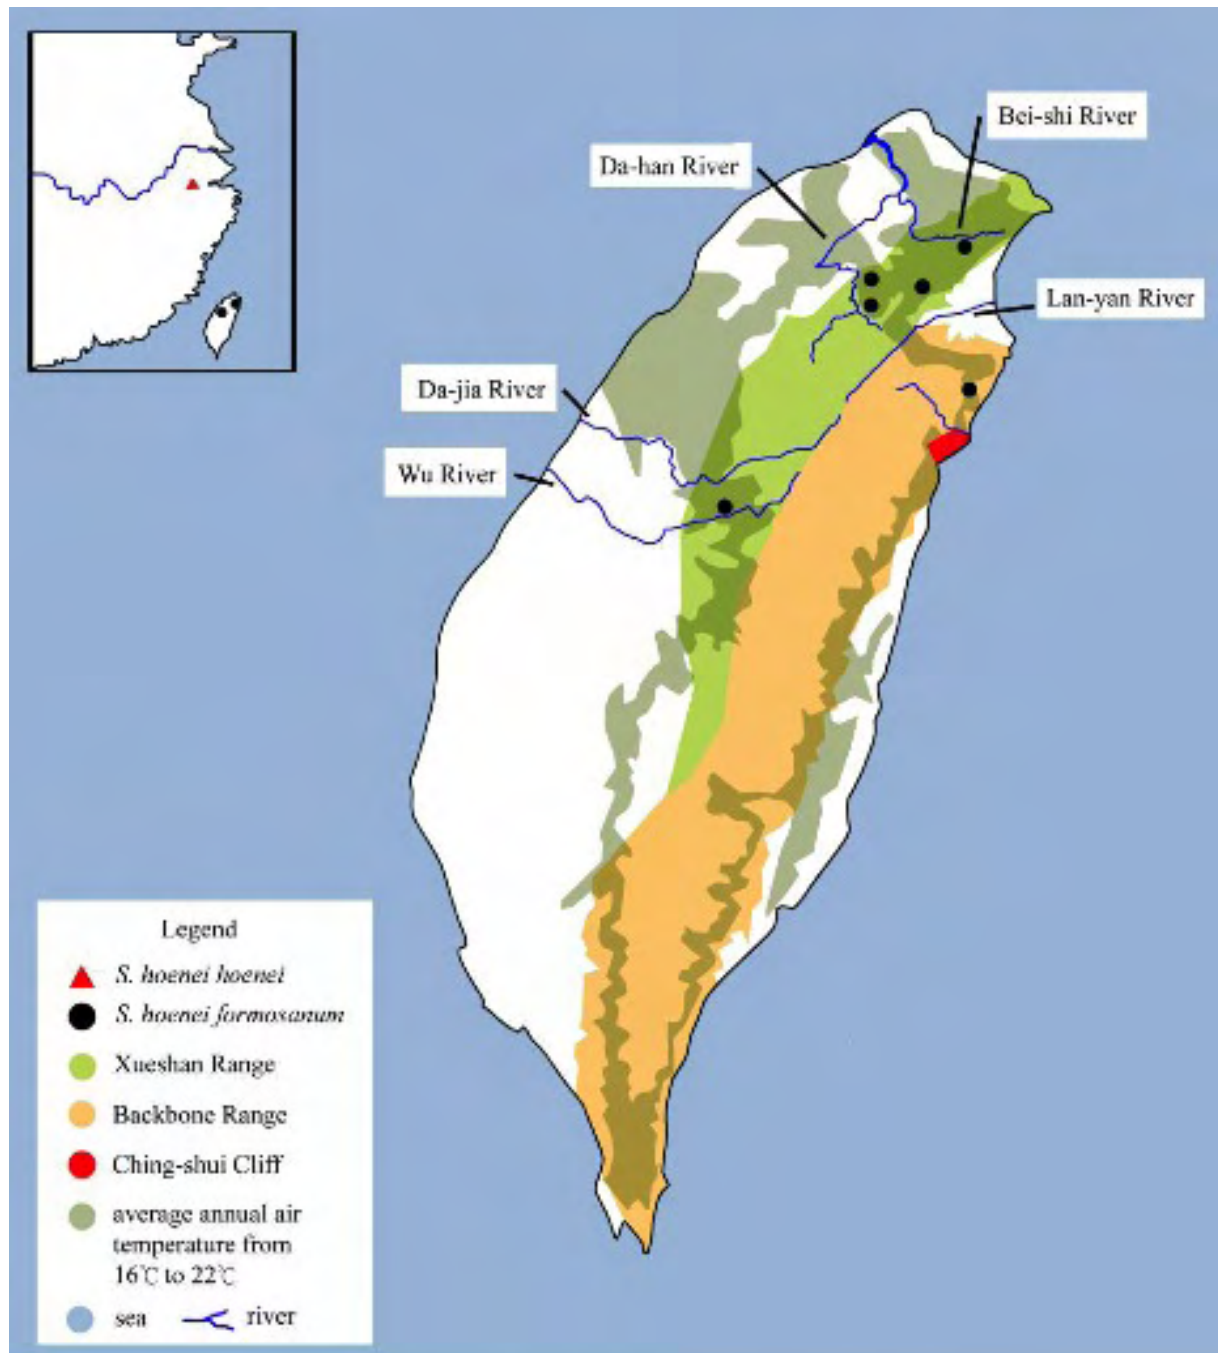 Bei-shi River
Da-han River
Lan-yan River
Da-jia River
Wu River
Legend
S. hoenei hoenei
S. hoenei formosanum
Xueshan Range
Backbone Range
Ching-shui Cliff
average annual air
temperature from
16℃ to 22℃
sea
river